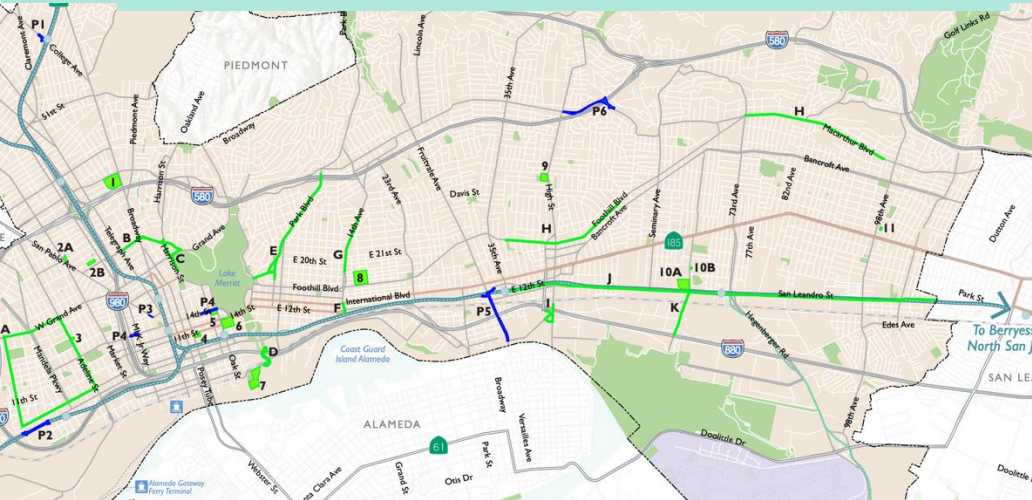 P1
Claremont Ave
College Ave
51st St
PIEDMONT
Oakland Ave
Piedmont Ave
Broadway
Harrison St
Park Bl
Lincoln Ave
35th Ave
580
Golf Links Rd
P6
H
Macarthur Blvd
Bancroft Ave
1
580
Fruitvale Ave
23rd Ave
Davis St
9
High St
Seminary Ave
73rd Ave
82nd Ave
98th Ave
11
Dutton Ave
Broadway
B
Telegraph Ave
Grand Ave
C
Harrison St
San Pablo Ave
2A
2B
Park Blvd
14th Ave
E
G
E 20th St
E 21st St
8
Lake
Merritt
Foothill Blvd
35th Ave
H
Foothill Blvd
Bancroft Ave
185
77th Ave
10A
10B
980
P3
P4
14th St
14th St
E 12th St
International Blvd
F
E 12th St
J
K
San Leandro St
Park St
W Grand Ave
A
3
MLK Jr Way
P4
11th St
5
6
4
P5
I
Hegenberger Rd
Edes Ave
To Berryess
North San J
Mandela Pkwy
Adeline St
Market St
Oak St
D
Coast Guard
Island Alameda
880
SAN LEA
11th St
7
Posey Tube
P2
ALAMEDA
Broadway
Versailles Ave
98th Ave
61
Park St
Doolittle Dr
Webster St
nta Clara Ave
Grand St
Otis Dr
Doolittle
Alameda Gateway
Ferry Terminal